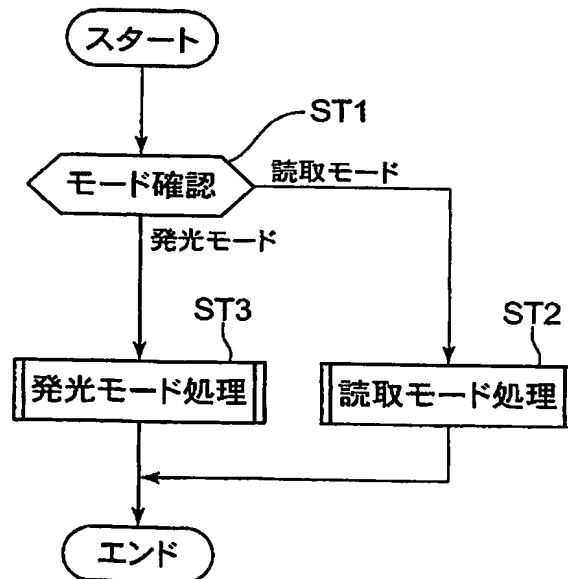 スタート
ST1
モード確認
読取モード
発光モード
ST3
ST2
発光モード処理
読取モード処理
エンド